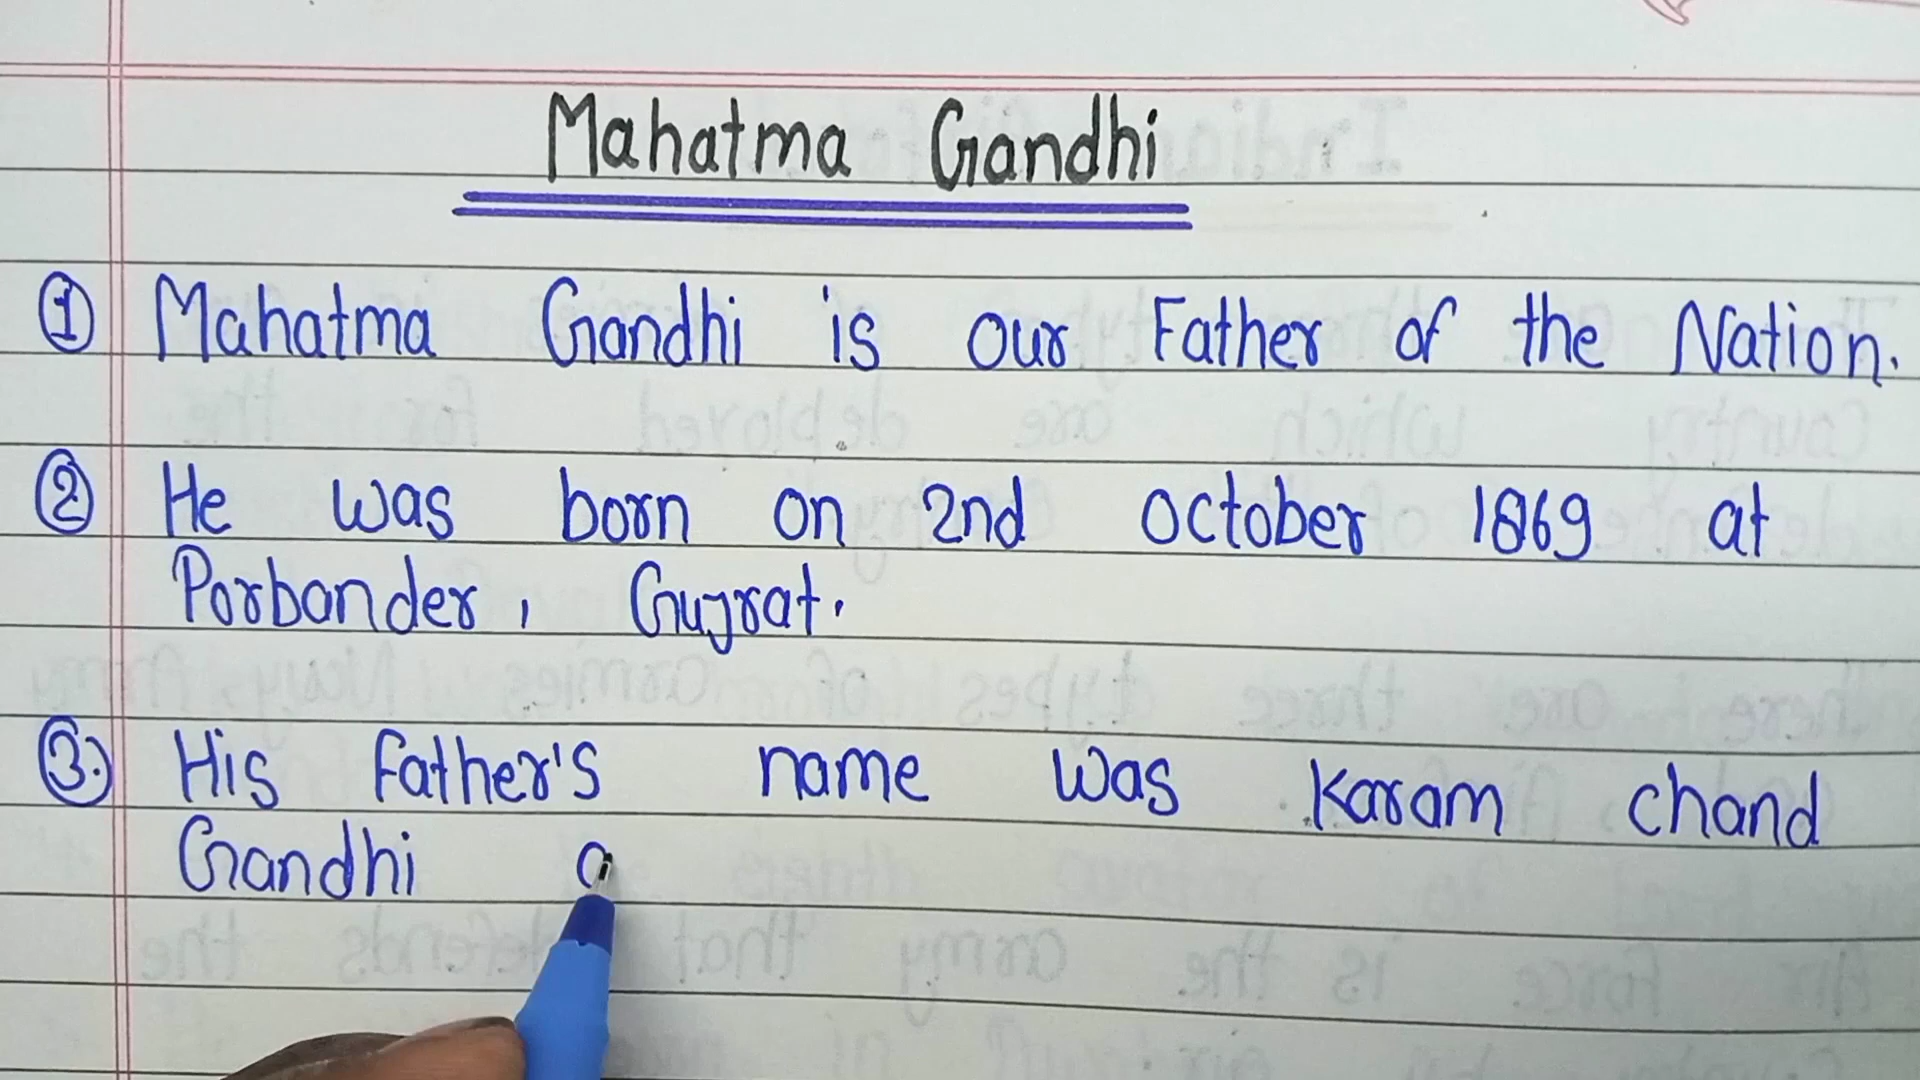 Mahatma Gandhi
① Mahatma Gandhi is our Father of the Nation.
② He was born on 2nd October 1869 at
Porbander, Gujrat.
③. His Father's name was Karam chand
Gandhi a